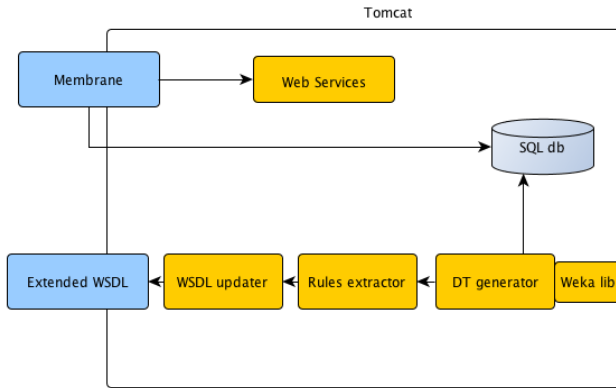 Tomcat
Membrane
Web Services
SQL db
Extended WSDL
WSDL updater
Rules extractor
DT generator
Weka lib